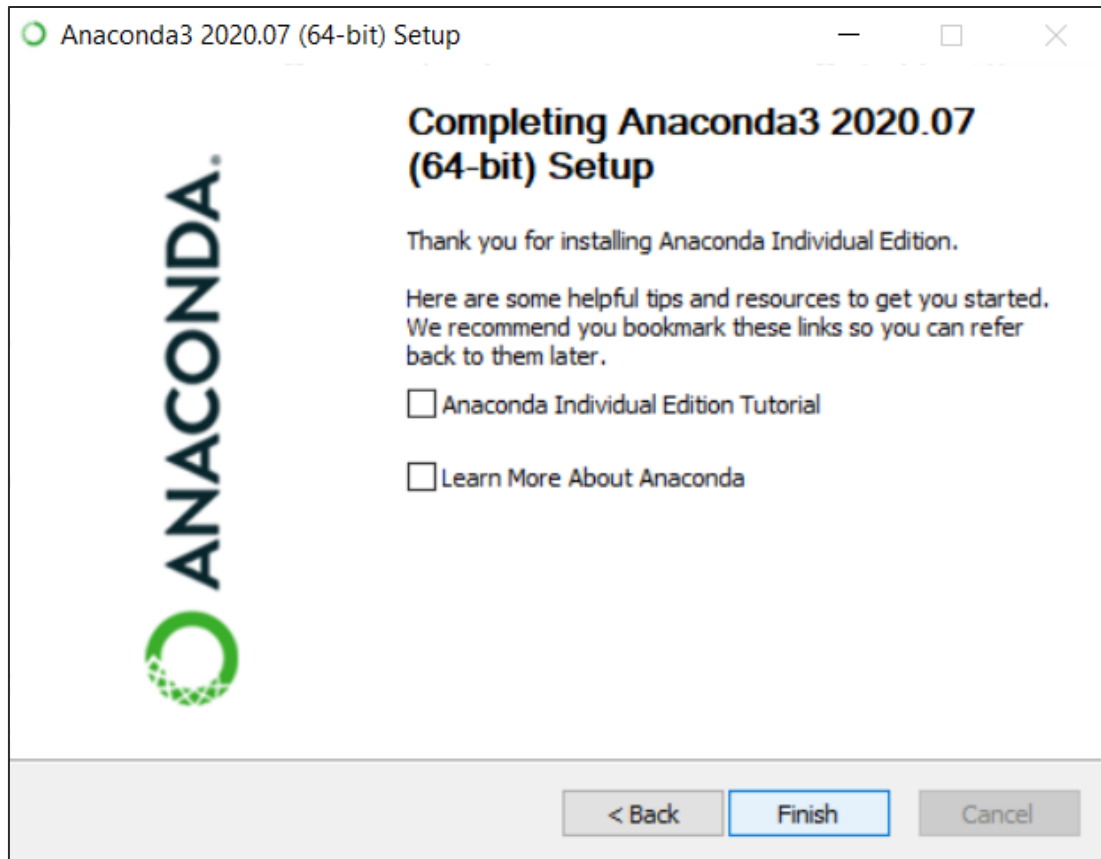 Anaconda3 2020.07 (64-bit) Setup
Completing Anaconda3 2020.07
(64-bit) Setup
Thank you for installing Anaconda Individual Edition.
Here are some helpful tips and resources to get you started.
We recommend you bookmark these links so you can refer
back to them later.
Anaconda Individual Edition Tutorial
Learn More About Anaconda
ANACONDA.
< Back
Finish
Cancel